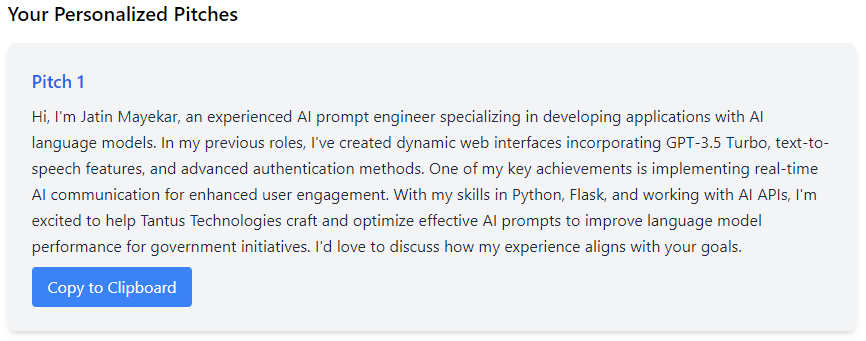 Your Personalized Pitches
Pitch 1
Hi, I'm Jatin Mayekar, an experienced AI prompt engineer specializing in developing applications with AI
language models. In my previous roles, I've created dynamic web interfaces incorporating GPT-3.5 Turbo, text-to-
speech features, and advanced authentication methods. One of my key achievements is implementing real-time
AI communication for enhanced user engagement. With my skills in Python, Flask, and working with AI APIs, I'm
excited to help Tantus Technologies craft and optimize effective AI prompts to improve language model
performance for government initiatives. I'd love to discuss how my experience aligns with your goals.
Copy to Clipboard